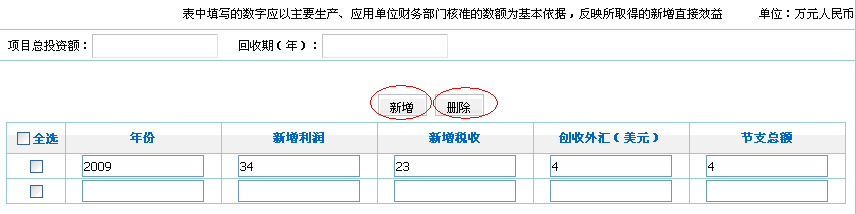 表中填写的数字应以主要生产、应用单位财务部门核准的数额为基本依据，反映所取得的新增直接效益 单位：万元人民币
项目总投资额： 回收期（年）：
新增 删除
全选 年份 新增利润 新增税收 创收外汇（美元） 节支总额
2009 34 23 4 4